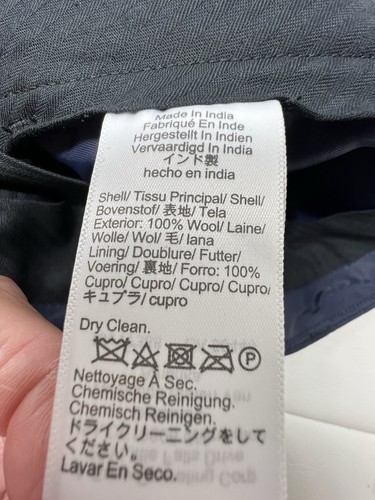 Made In India
Fabriqué En Inde
Hergestellt In Indien
Vervaardigd In India
インド製
hecho en india
Shell/ Tissu Principal/ Shell/
Bovenstof/ 表地/ Tela
Exterior: 100% Wool/ Laine/
Wolle/ Wol/ 毛/ lana
Lining/ Doublure/ Futter/
Voering/ 裏地/ Forro: 100%
Cupro/ Cupro/ Cupro/ Cupro/
キュプラ/ cupro
Dry Clean.
P
Nettoyage À Sec.
Chemische Reinigung.
Chemisch Reinigen.
ドライクリーニングをして
ください。
Lavar En Seco.